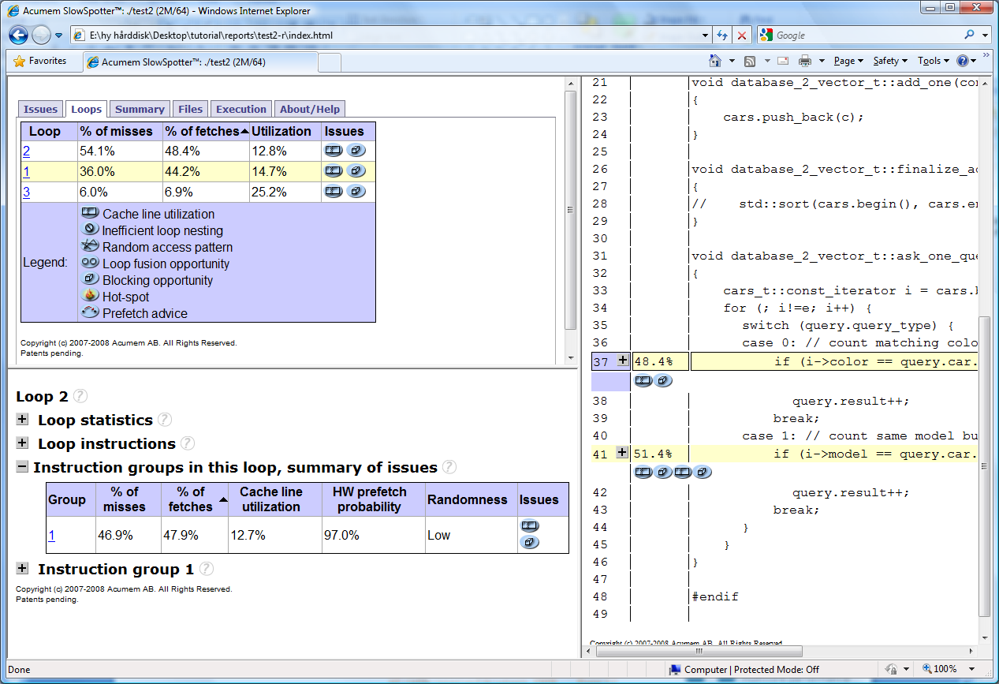 Acumem SlowSpotter™: ./test2 (2M/64) - Windows Internet Explorer
E:\hy hårddisk\Desktop\tutorial\reports\test2-r\index.html
Google
Favorites
Acumem SlowSpotter™: ./test2 (2M/64)
Page Safety Tools
Issues Loops Summary Files Execution About/Help
Loop % of misses % of fetches Utilization Issues
2 54.1% 48.4% 12.8%
1 36.0% 44.2% 14.7%
3 6.0% 6.9% 25.2%
Legend:
Cache line utilization
Inefficient loop nesting
Random access pattern
Loop fusion opportunity
Blocking opportunity
Hot-spot
Prefetch advice
Copyright (c) 2007-2008 Acumem AB. All Rights Reserved.
Patents pending.
Loop 2 ?
+ Loop statistics ?
+ Loop instructions ?
− Instruction groups in this loop, summary of issues ?
Group % of misses % of fetches Cache line utilization HW prefetch probability Randomness Issues
1 46.9% 47.9% 12.7% 97.0% Low
+ Instruction group 1 ?
Copyright (c) 2007-2008 Acumem AB. All Rights Reserved.
Patents pending.
21 void database_2_vector_t::add_one(con
22 {
23 cars.push_back(c);
24 }
25
26 void database_2_vector_t::finalize_ad
27 {
28 // std::sort(cars.begin(), cars.en
29 }
30
31 void database_2_vector_t::ask_one_que
32 {
33 cars_t::const_iterator i = cars.b
34 for (; i!=e; i++) {
35 switch (query.query_type) {
36 case 0: // count matching colo
37 + 48.4% if (i->color == query.car.
38 query.result++;
39 break;
40 case 1: // count same model bu
41 + 51.4% if (i->model == query.car.
42 query.result++;
43 break;
44 }
45 }
46 }
47
48 #endif
49
Copyright (c) 2007-2008 Acumem AB. All Rights Reserved.
Done
Computer | Protected Mode: Off
100%